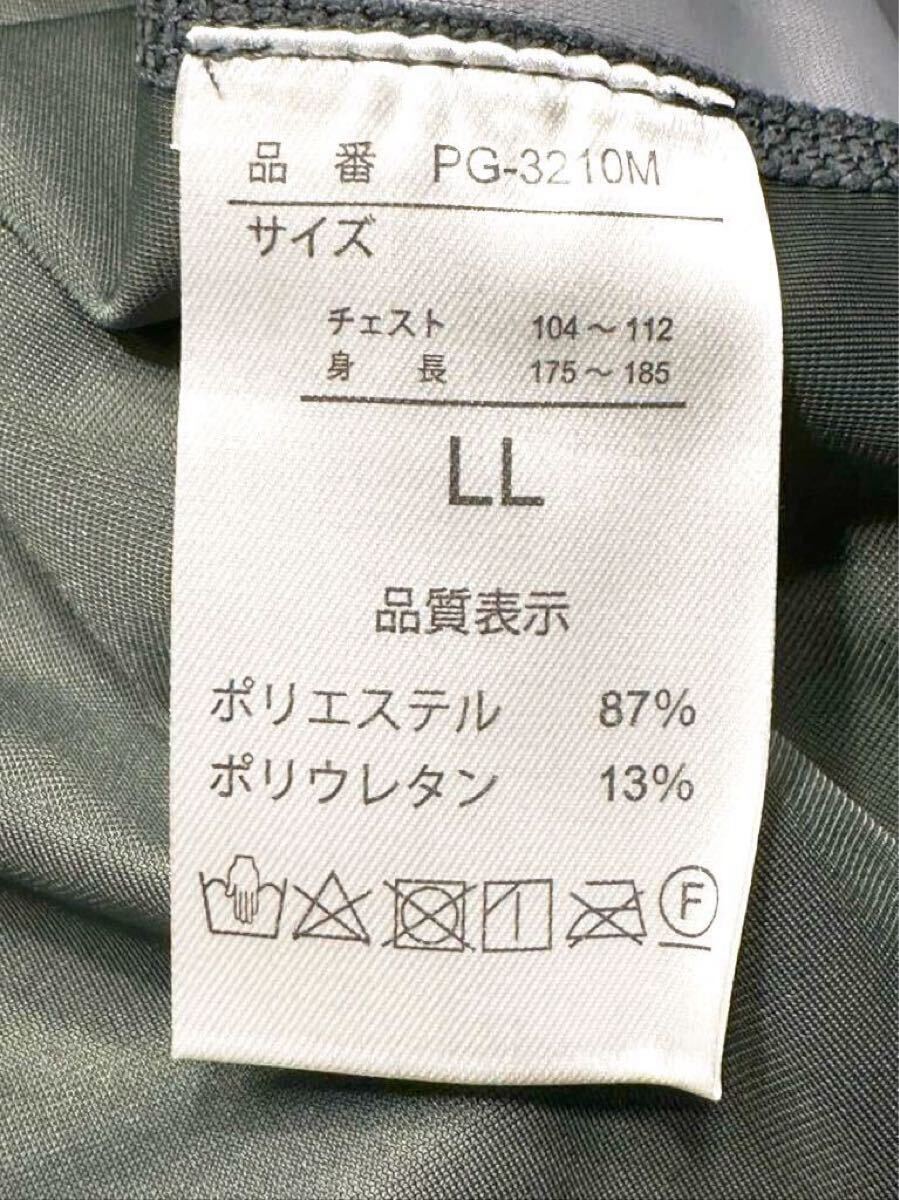 品 番 PG-3210M
サイズ
チェスト 104～112
身 長 175～185
LL
品質表示
ポリエステル 87%
ポリウレタン 13%
F